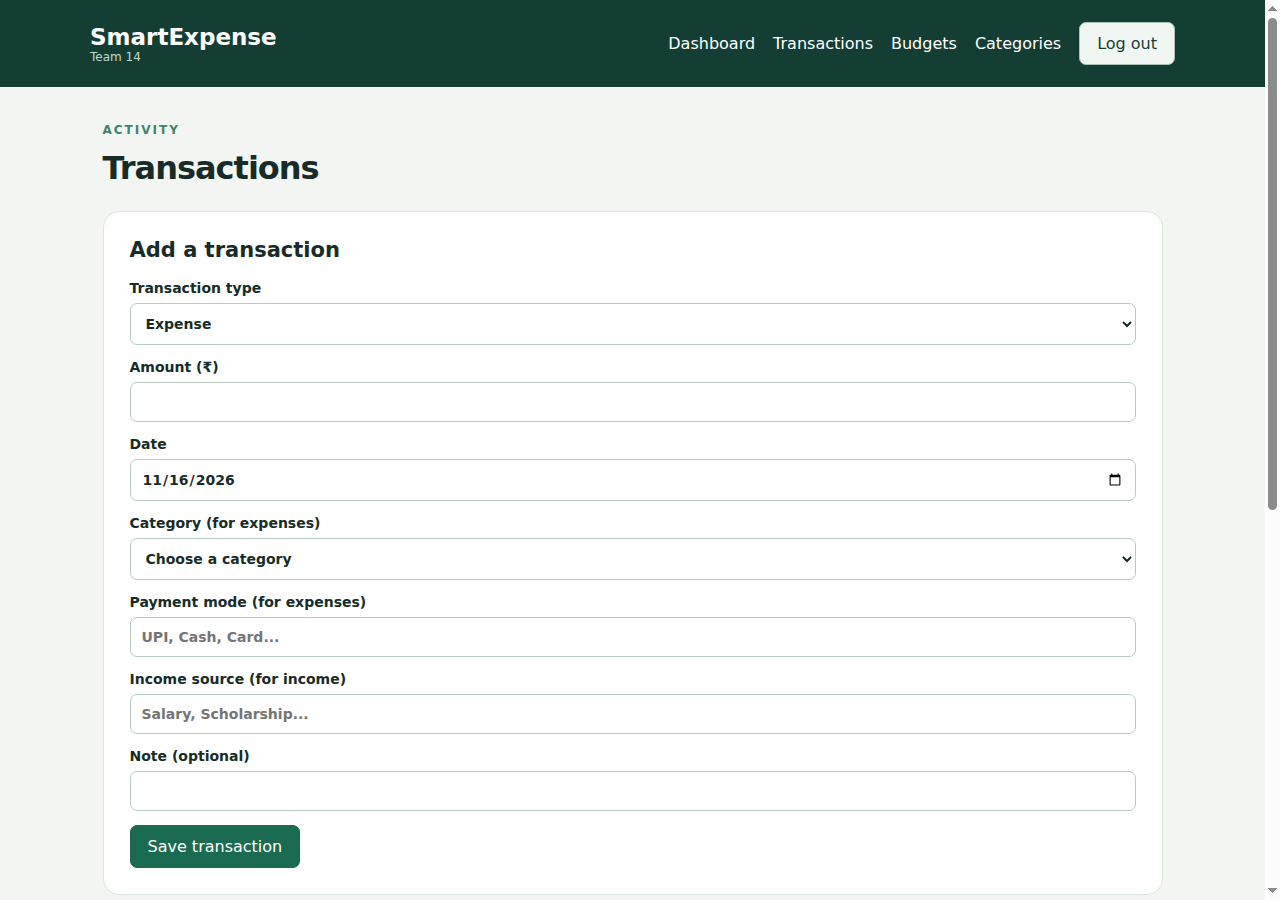 SmartExpense
Team 14
Dashboard Transactions Budgets Categories Log out
ACTIVITY
Transactions
Add a transaction
Transaction type
Expense
Amount (₹)
Date
11/16/2026
Category (for expenses)
Choose a category
Payment mode (for expenses)
UPI, Cash, Card...
Income source (for income)
Salary, Scholarship...
Note (optional)
Save transaction